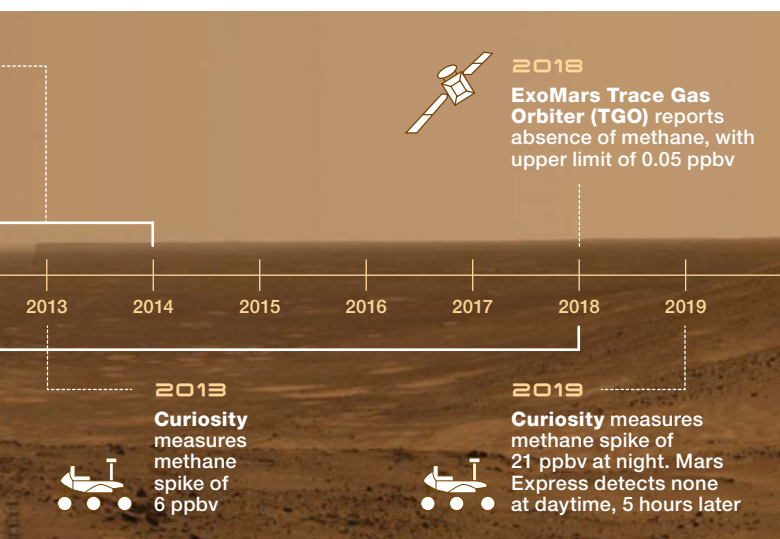 2018
ExoMars Trace Gas
Orbiter (TGO) reports
absence of methane, with
upper limit of 0.05 ppbv
2013
2014
2015
2016
2017
2018
2019
2013
Curiosity
measures
methane
spike of
6 ppbv
2019
Curiosity measures
methane spike of
21 ppbv at night. Mars
Express detects none
at daytime, 5 hours later